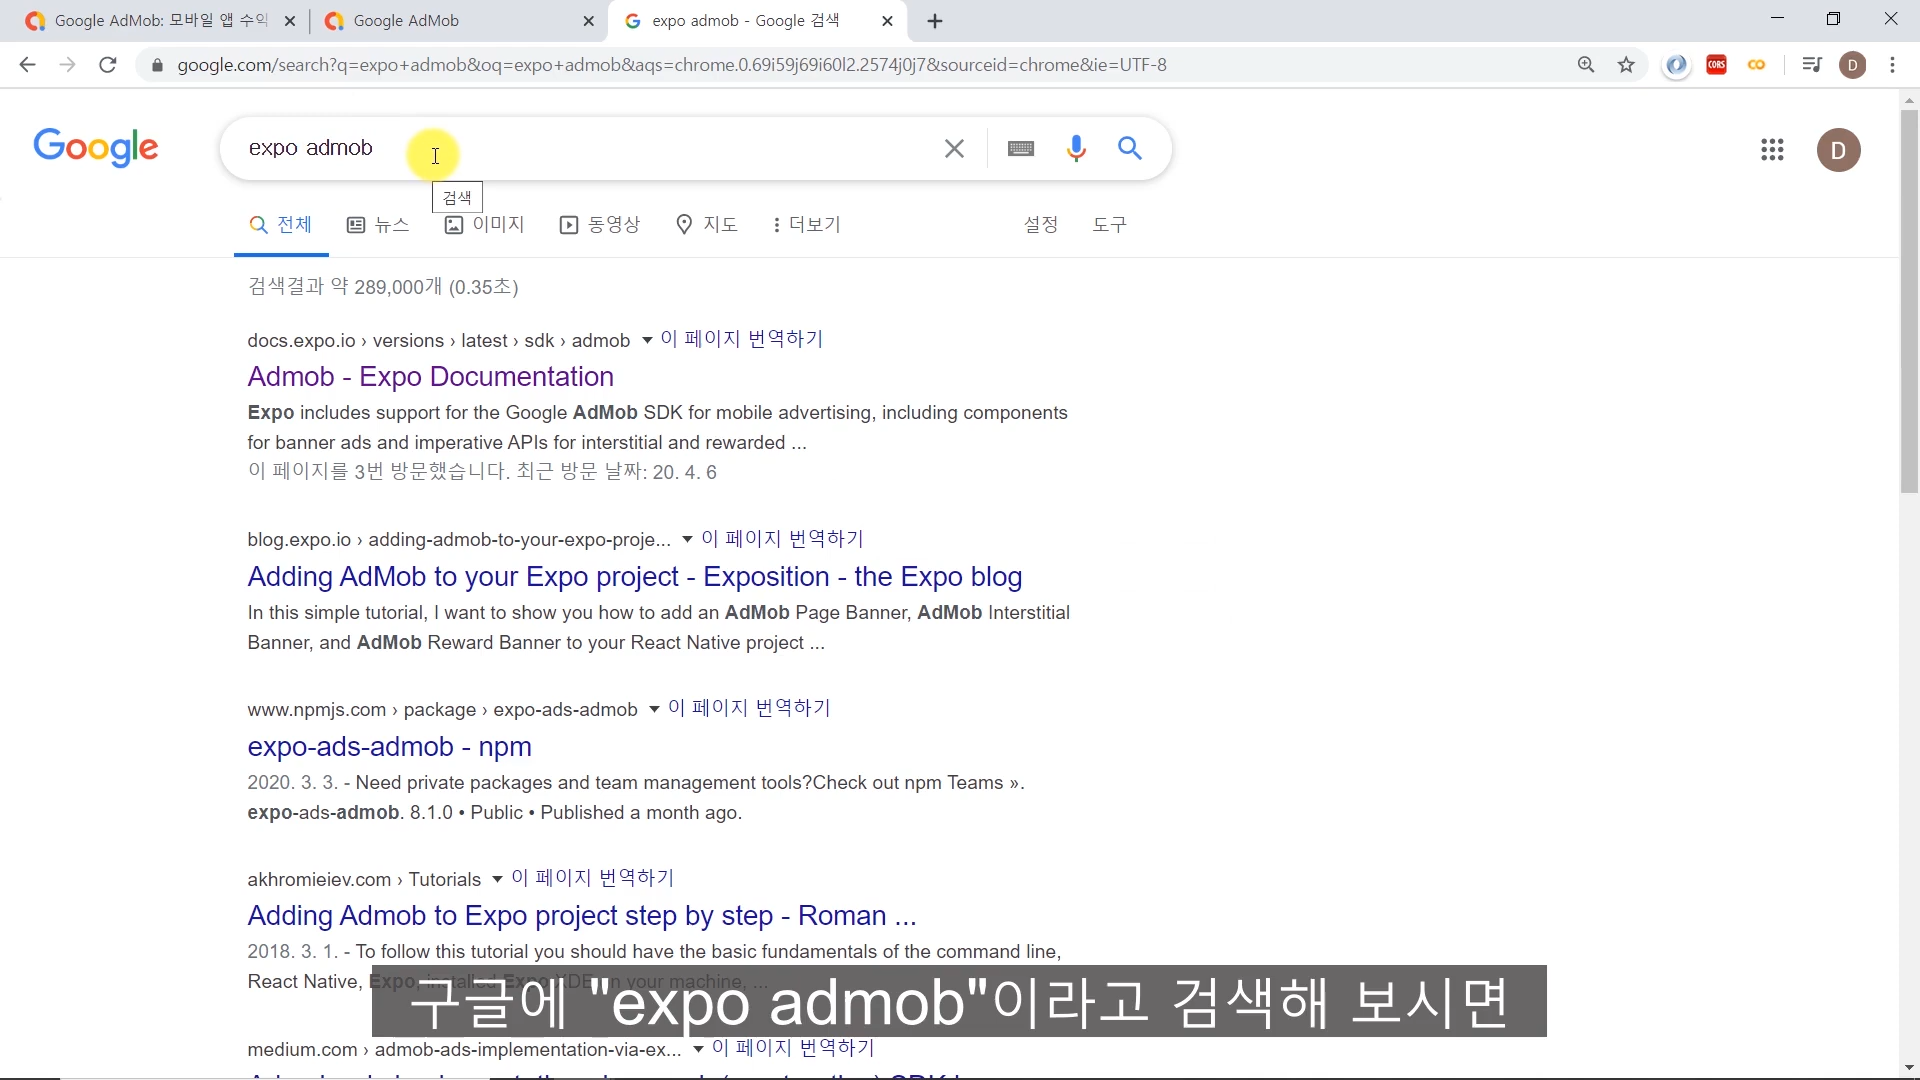 Google AdMob: 모바일 앱 수익
Google AdMob
expo admob - Google 검색
google.com/search?q=expo+admob&oq=expo+admob&aqs=chrome.0.69i59j69i60l2.2574j0j7&sourceid=chrome&ie=UTF-8
CORS
D
Google
expo admob
D
검색
전체
뉴스
이미지
동영상
지도
더보기
설정
도구
검색결과 약 289,000개 (0.35초)
docs.expo.io › versions › latest › sdk › admob ▼ 이 페이지 번역하기
Admob - Expo Documentation
Expo includes support for the Google AdMob SDK for mobile advertising, including components
for banner ads and imperative APIs for interstitial and rewarded ...
이 페이지를 3번 방문했습니다. 최근 방문 날짜: 20. 4. 6
blog.expo.io › adding-admob-to-your-expo-proje... ▼ 이 페이지 번역하기
Adding AdMob to your Expo project - Exposition - the Expo blog
In this simple tutorial, I want to show you how to add an AdMob Page Banner, AdMob Interstitial
Banner, and AdMob Reward Banner to your React Native project ...
www.npmjs.com › package › expo-ads-admob ▼ 이 페이지 번역하기
expo-ads-admob - npm
2020. 3. 3. - Need private packages and team management tools?Check out npm Teams ».
expo-ads-admob. 8.1.0 • Public • Published a month ago.
akhromieiev.com › Tutorials ▼ 이 페이지 번역하기
Adding Admob to Expo project step by step - Roman ...
2018. 3. 1. - To follow this tutorial you should have the basic fundamentals of the command line,
React Native, Expo, installed Expo XDE on your machine, ...
구글에 "expo admob"이라고 검색해 보시면
medium.com › admob-ads-implementation-via-ex... ▼ 이 페이지 번역하기